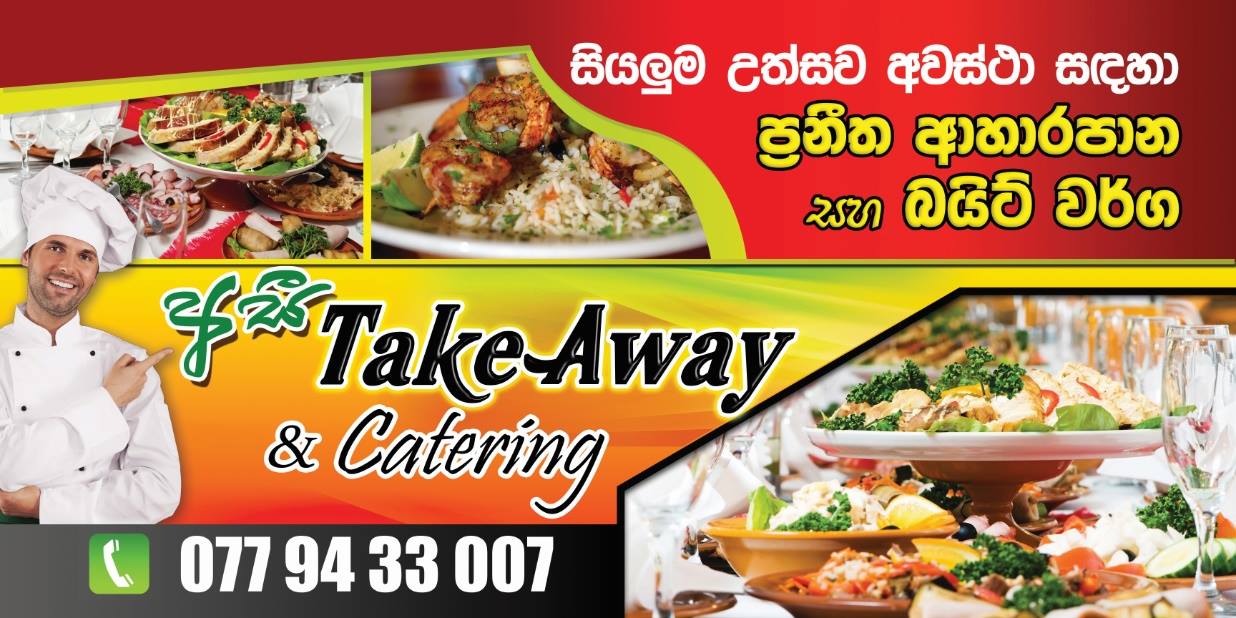 සියලුම උත්සව අවස්ථා සඳහා
ප්‍රනීත ආහාරපාන
සහ බයිට් වර්ග
අසී Take Away
& Catering
077 94 33 007